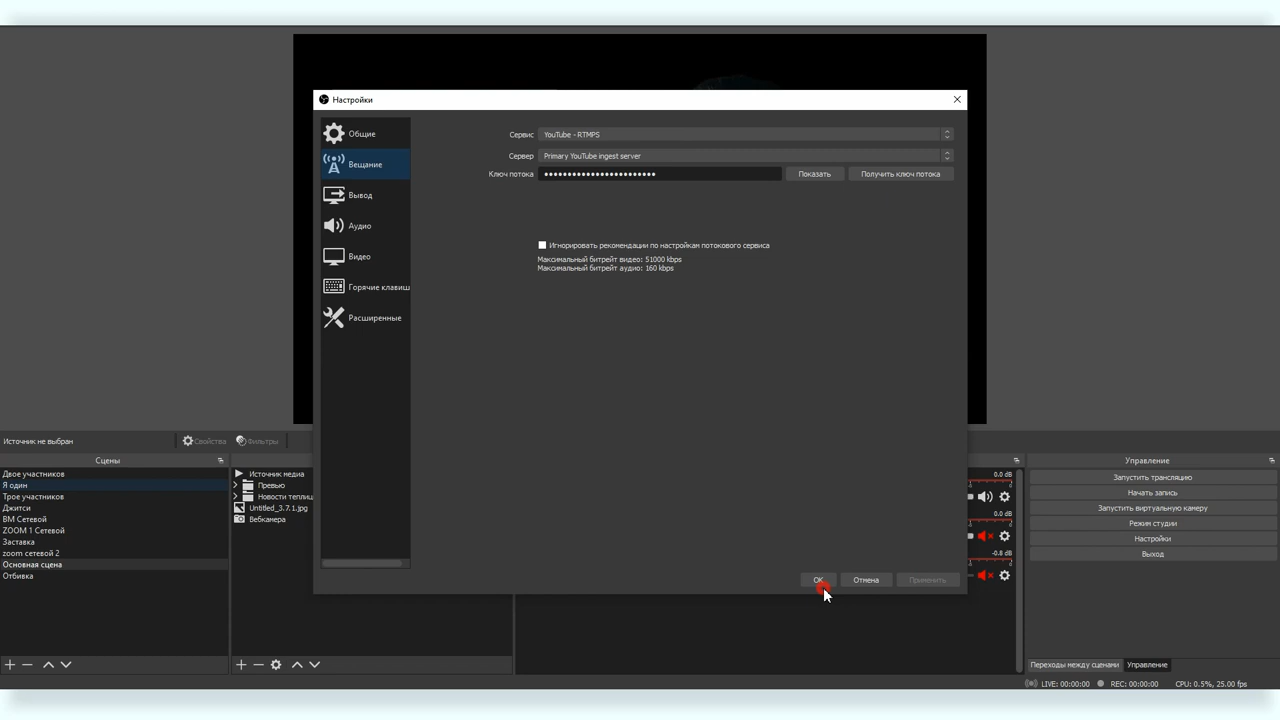 Настройки
Общие
Вещание
Вывод
Аудио
Видео
Горячие клавиш
Расширенные
Сервис YouTube - RTMPS
Сервер Primary YouTube ingest server
Ключ потока •••••••••••••••••••••••• Показать Получить ключ потока
Игнорировать рекомендации по настройкам потокового сервиса
Максимальный битрейт видео: 51000 kbps
Максимальный битрейт аудио: 160 kbps
OK Отмена Применить
Источник не выбран Свойства Фильтры
Сцены
Двое участников
Я один
Трое участников
Джитси
ВМ Сетевой
ZOOM 1 Сетевой
Заставка
zoom сетевой 2
Основная сцена
Отбивка
Источник медиа
Превью
Новости теплиц
Untitled_3.7.1.jpg
Вебкамера
0.0 dB
0.0 dB
-0.8 dB
Управление
Запустить трансляцию
Начать запись
Запустить виртуальную камеру
Режим студии
Настройки
Выход
Переходы между сценами Управление
LIVE: 00:00:00 REC: 00:00:00 CPU: 0.5%, 25.00 fps